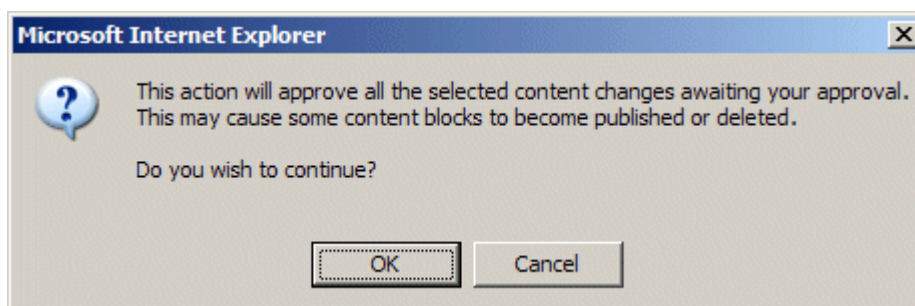 Microsoft Internet Explorer
This action will approve all the selected content changes awaiting your approval.
This may cause some content blocks to become published or deleted.
Do you wish to continue?
OK
Cancel